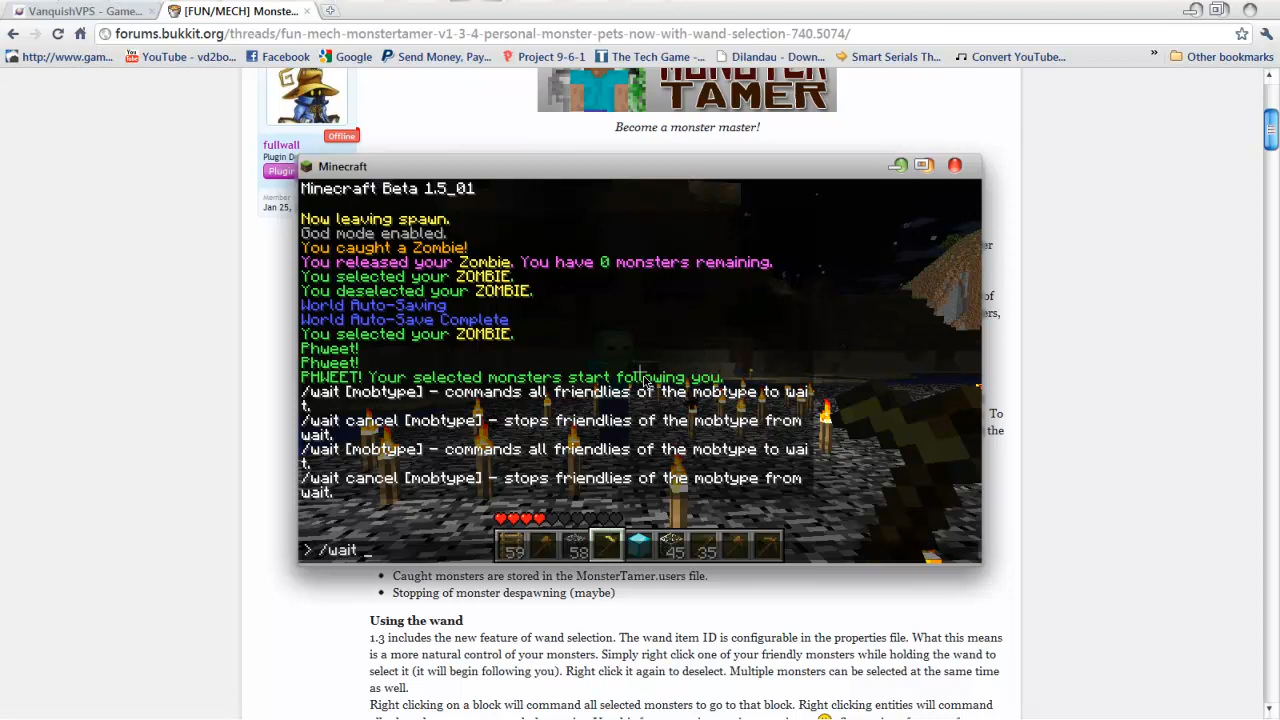 VanquishVPS - Game...
[FUN/MECH] Monste...
forums.bukkit.org/threads/fun-mech-monstertamer-v1-3-4-personal-monster-pets-now-with-wand-selection-740.5074/
http://www.gam...
YouTube - vd2bo...
Facebook
Google
Send Money, Pay...
Project 9-6-1
The Tech Game -...
Dilandau - Down...
Smart Serials Th...
Convert YouTube...
»
Other bookmarks
MONSTER
TAMER
Become a monster master!
Offline
fullwall
Plugin D
Plugin
Member
Jan 25,
Minecraft
Minecraft Beta 1.5_01
Now leaving spawn.
God mode enabled.
You caught a Zombie!
You released your Zombie. You have 0 monsters remaining.
You selected your ZOMBIE.
You deselected your ZOMBIE.
World Auto-Saving
World Auto-Save Complete
You selected your ZOMBIE.
Phweet!
Phweet!
PHWEET! Your selected monsters start following you.
/wait [mobtype] - commands all friendlies of the mobtype to wai
t.
/wait cancel [mobtype] - stops friendlies of the mobtype from
wait.
/wait [mobtype] - commands all friendlies of the mobtype to wai
t.
/wait cancel [mobtype] - stops friendlies of the mobtype from
wait.
59
58
45
35
> /wait _
er
of
rs,
To
the
Caught monsters are stored in the MonsterTamer.users file.
Stopping of monster despawning (maybe)
Using the wand
1.3 includes the new feature of wand selection. The wand item ID is configurable in the properties file. What this means
is a more natural control of your monsters. Simply right click one of your friendly monsters while holding the wand to
select it (it will begin following you). Right click it again to deselect. Multiple monsters can be selected at the same time
as well.
Right clicking on a block will command all selected monsters to go to that block. Right clicking entities will command